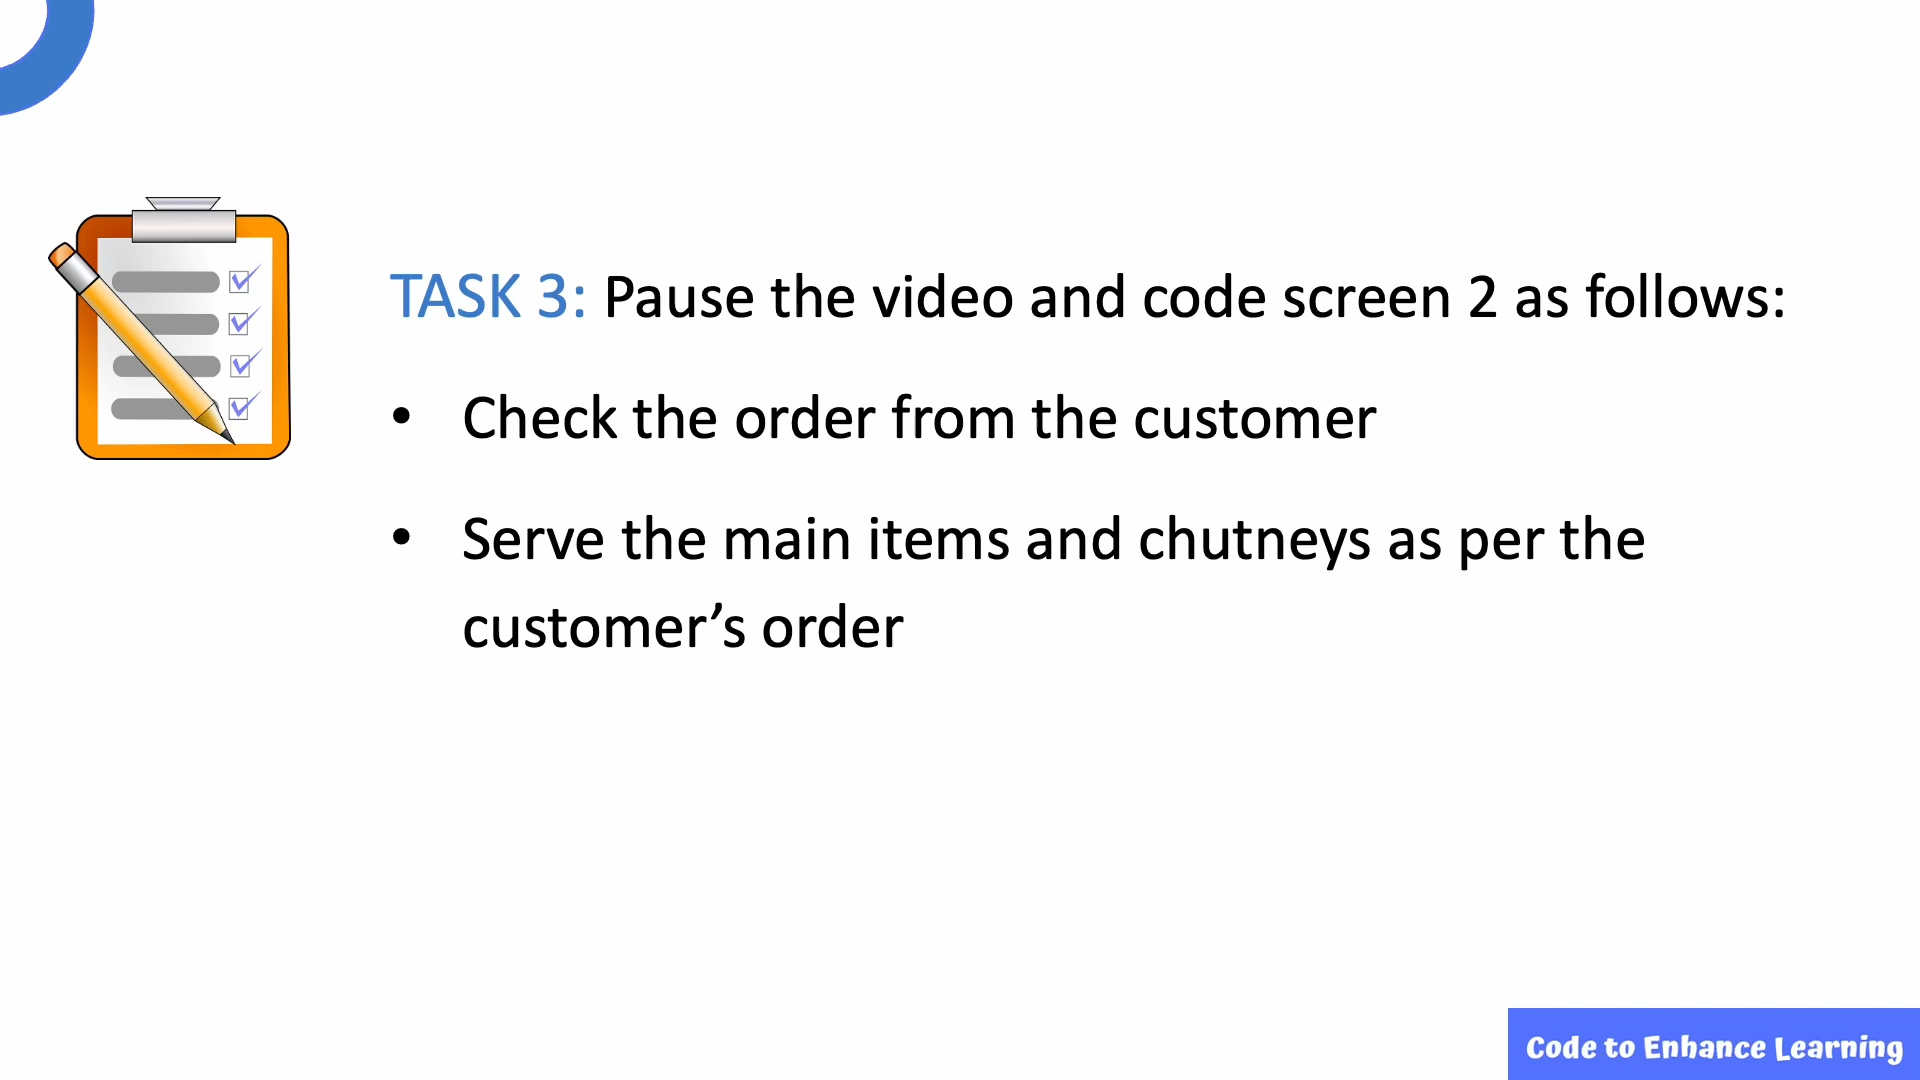 TASK 3: Pause the video and code screen 2 as follows:
• Check the order from the customer
• Serve the main items and chutneys as per the
customer’s order
Code to Enhance Learning